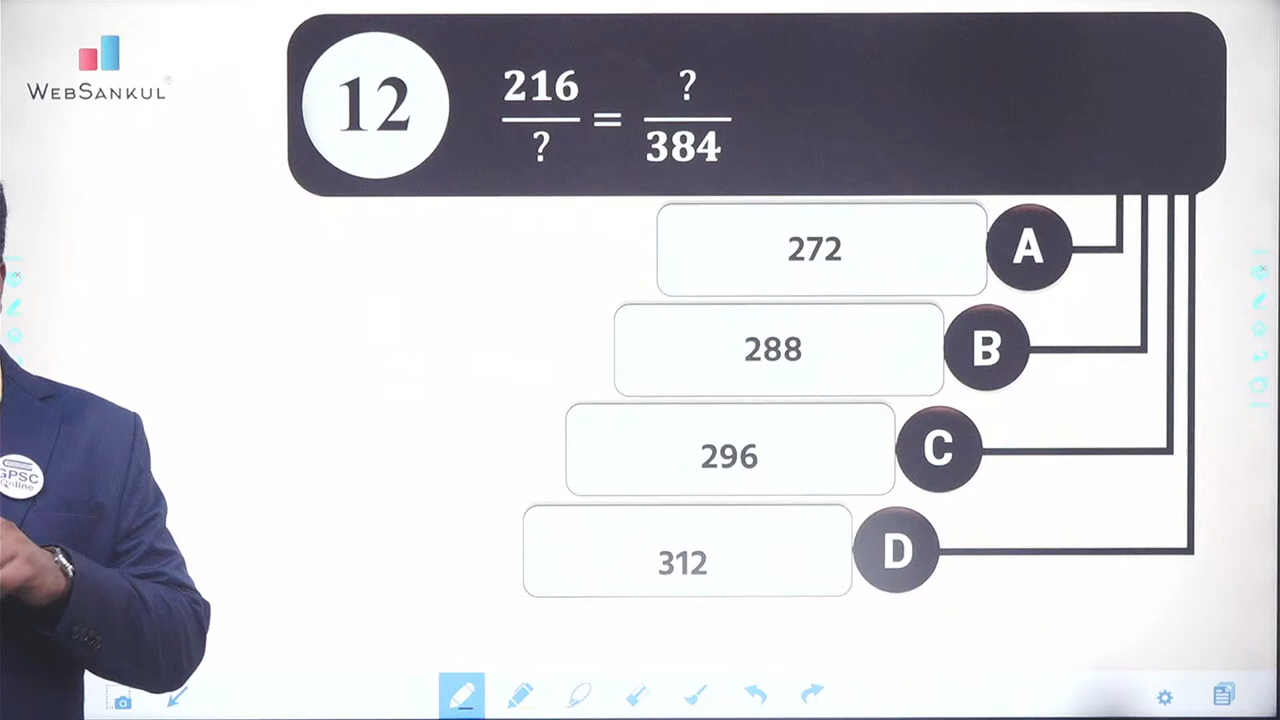 WEBSANKUL®
12
216/? = ?/384
272 A
288 B
296 C
312 D
GPSC
Online